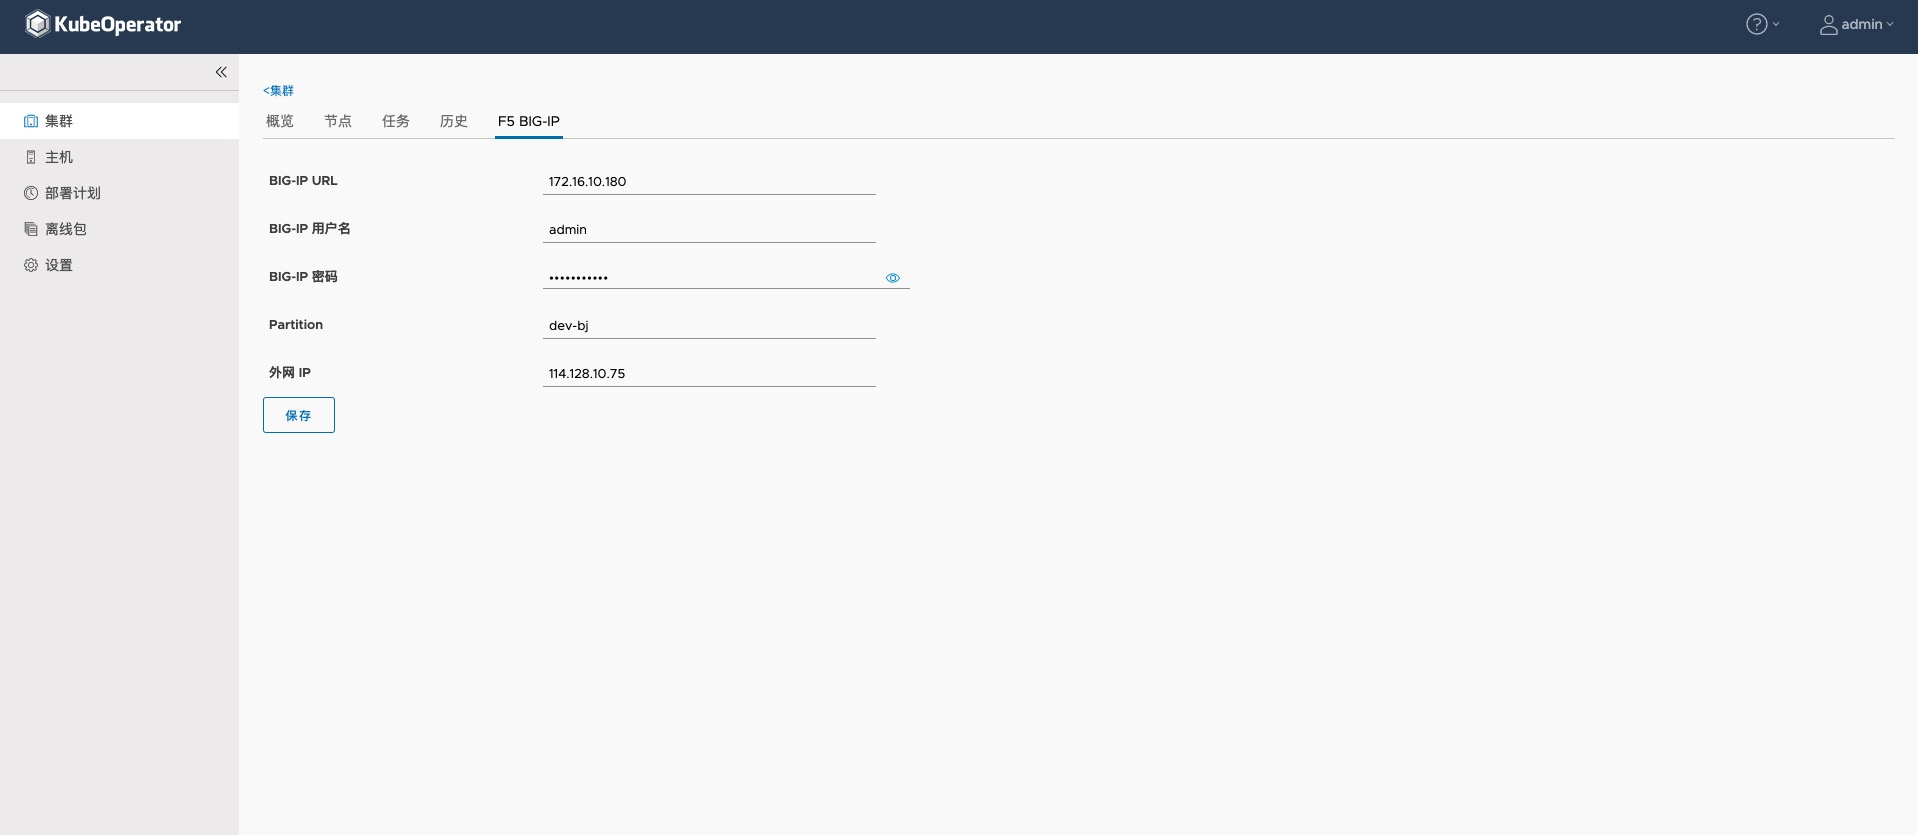 KubeOperator
? admin
<集群
集群
主机
部署计划
离线包
设置
概览 节点 任务 历史 F5 BIG-IP
BIG-IP URL 172.16.10.180
BIG-IP 用户名 admin
BIG-IP 密码 •••••••••••
Partition dev-bj
外网 IP 114.128.10.75
保存